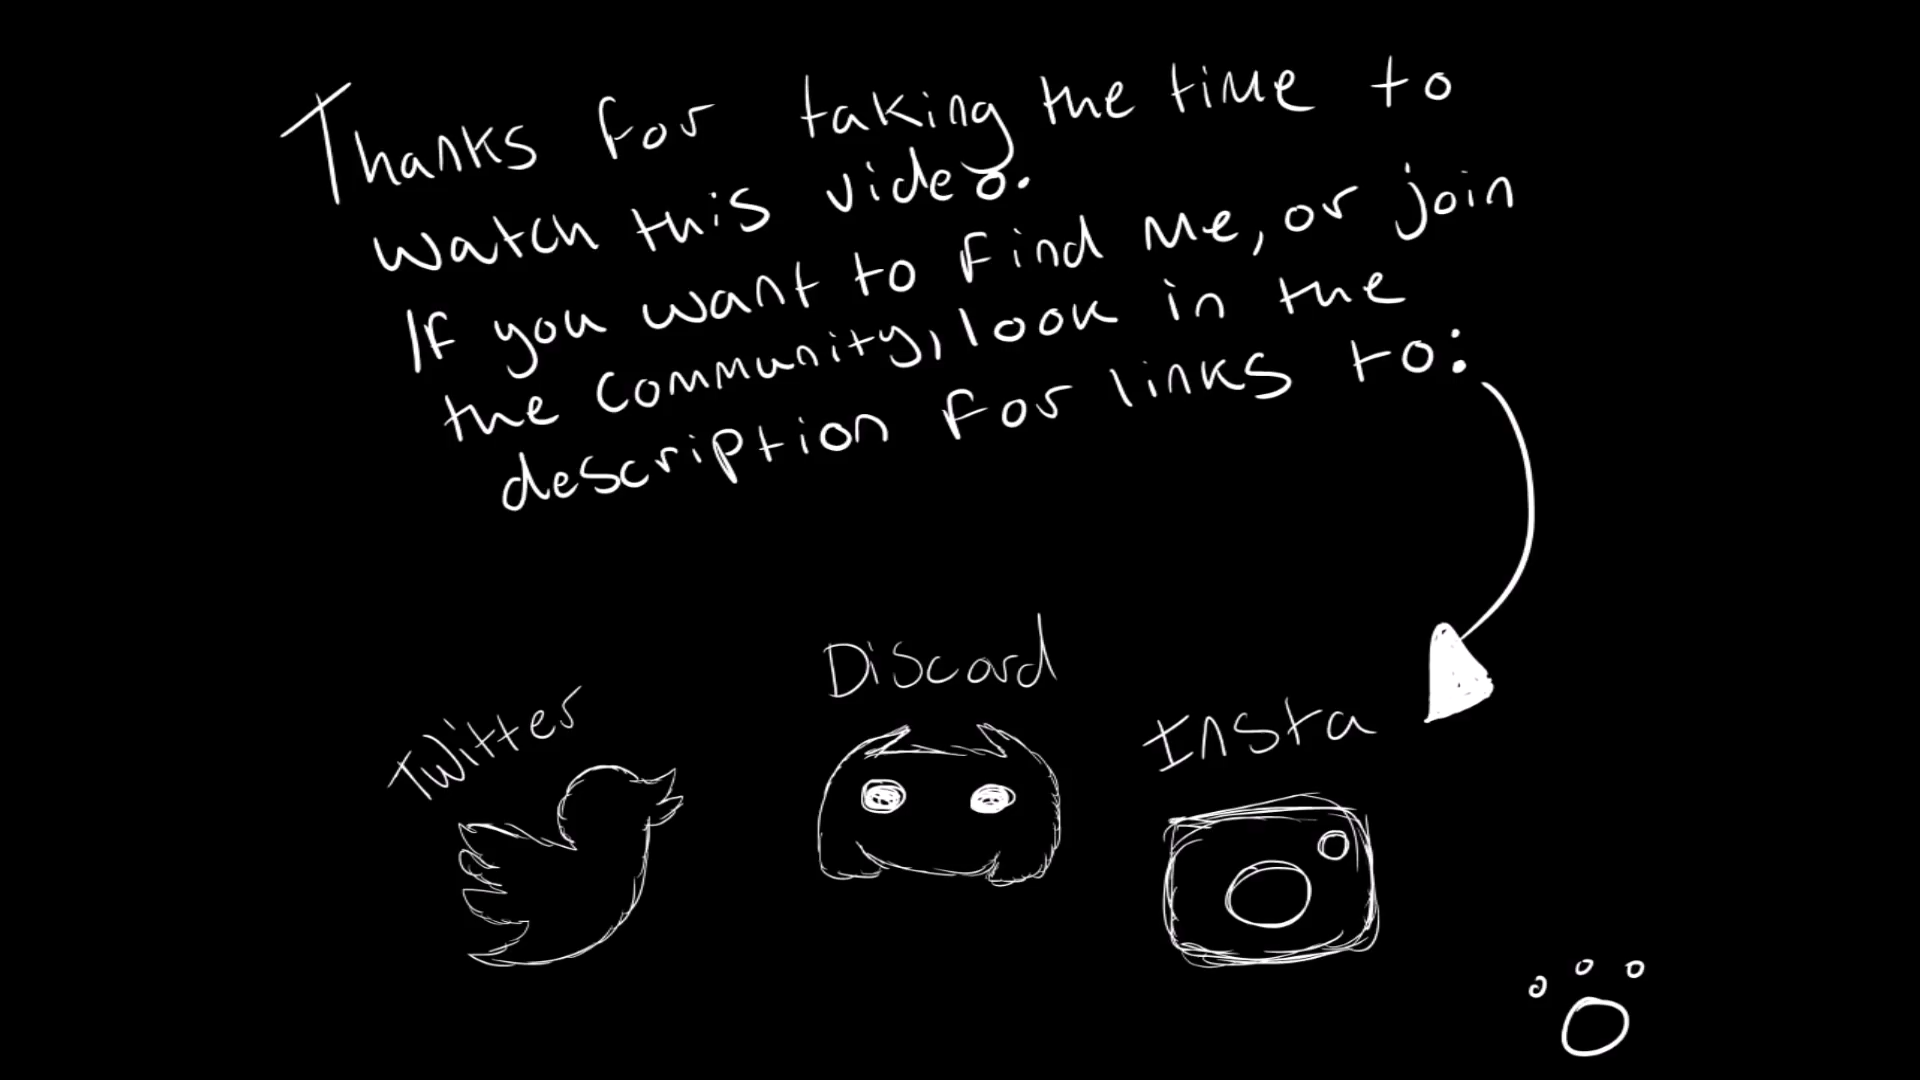 Thanks for taking the time to
watch this video.
If you want to find me, or join
the community, look in the
description for links to:
Discord
Twitter
Insta